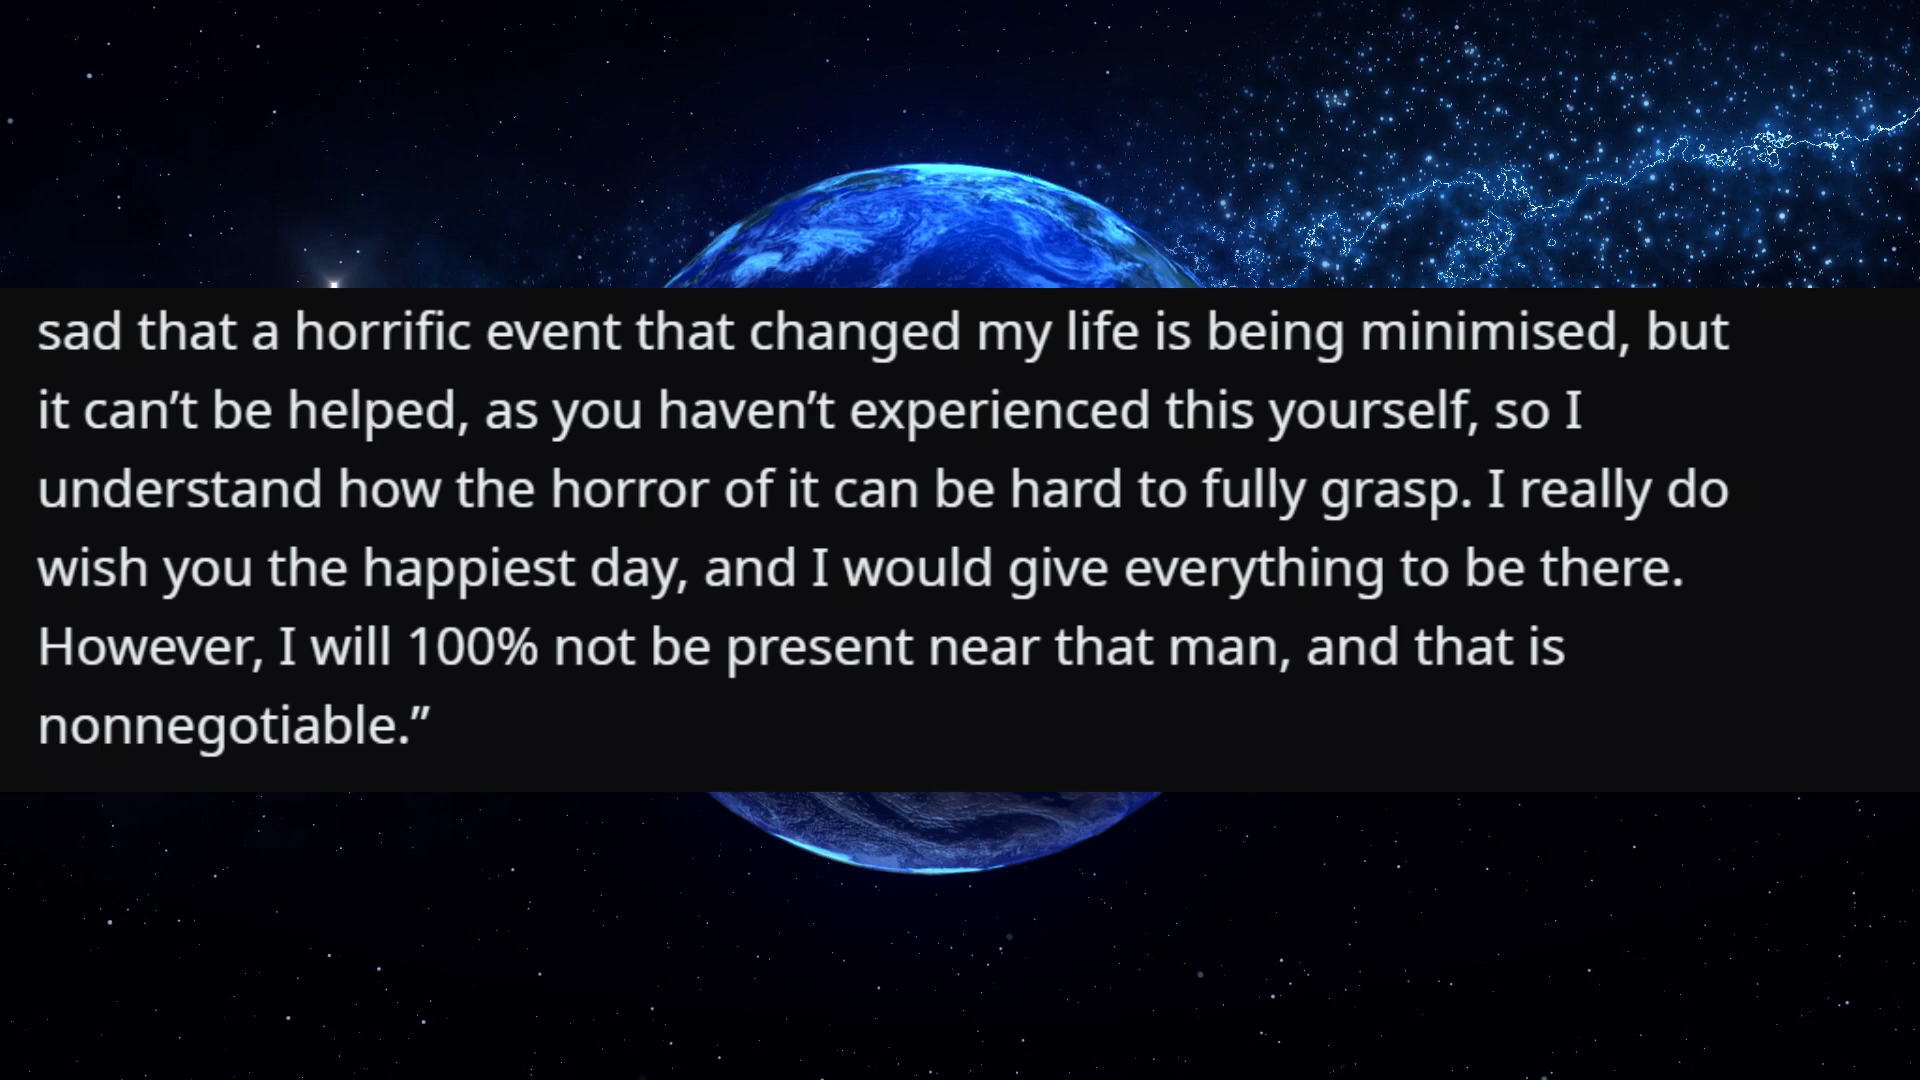 sad that a horrific event that changed my life is being minimised, but
it can’t be helped, as you haven’t experienced this yourself, so I
understand how the horror of it can be hard to fully grasp. I really do
wish you the happiest day, and I would give everything to be there.
However, I will 100% not be present near that man, and that is
nonnegotiable.”